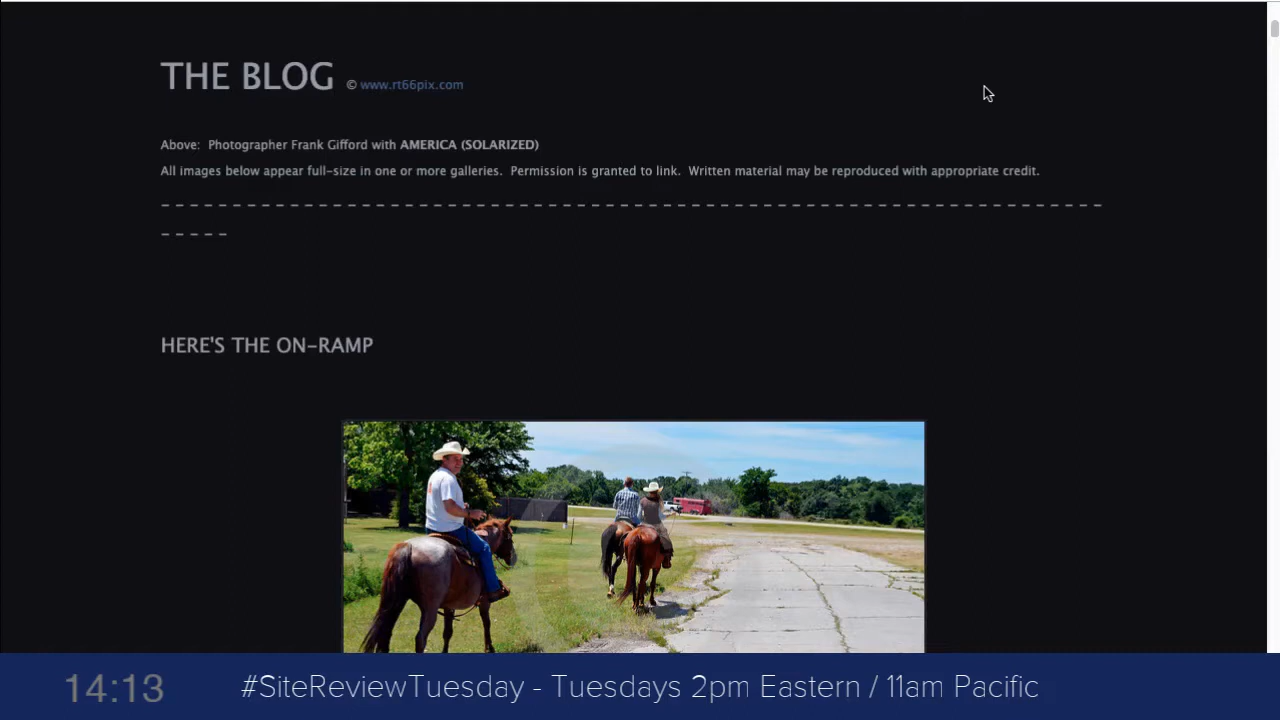 THE BLOG © www.rt66pix.com
Above: Photographer Frank Gifford with AMERICA (SOLARIZED)
All images below appear full-size in one or more galleries. Permission is granted to link. Written material may be reproduced with appropriate credit.
- - - - - - - - - - - - - - - - - - - - - - - - - - - - - - - - - - - - - - - - - - - - - - - - - - - - - - - - - - - - - - - - - -
- - - - -
HERE'S THE ON-RAMP
14:13 #SiteReviewTuesday - Tuesdays 2pm Eastern / 11am Pacific